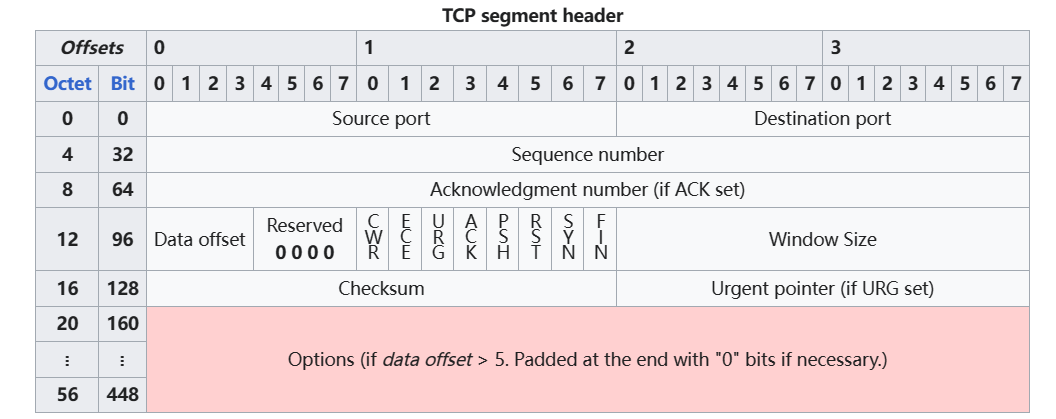 TCP segment header
Offsets 0 1 2 3
Octet Bit 0 1 2 3 4 5 6 7 0 1 2 3 4 5 6 7 0 1 2 3 4 5 6 7 0 1 2 3 4 5 6 7
0 0 Source port Destination port
4 32 Sequence number
8 64 Acknowledgment number (if ACK set)
12 96 Data offset Reserved 0 0 0 0 CWR ECE URG ACK PSH RST SYN FIN Window Size
16 128 Checksum Urgent pointer (if URG set)
20 160
⋮ ⋮ Options (if data offset > 5. Padded at the end with "0" bits if necessary.)
56 448